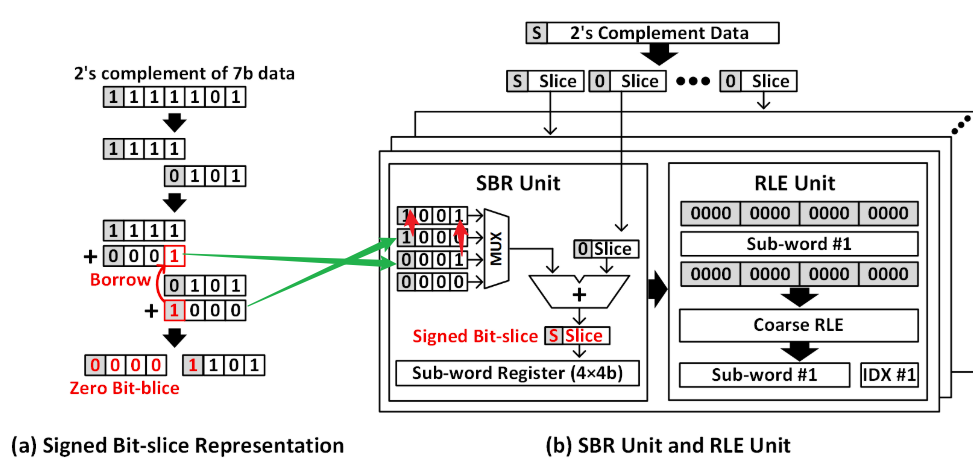 2's complement of 7b data
1 1 1 1 1 0 1
1 1 1 1
0 1 0 1
1 1 1 1
+ 0 0 0 1
Borrow
0 1 0 1
+ 1 0 0 0
0 0 0 0
1 1 0 1
Zero Bit-blice
(a) Signed Bit-slice Representation
S 2's Complement Data
S Slice 0 Slice ●●● 0 Slice
SBR Unit
1 0 0 1
1 0 0 0
0 0 0 1
0 0 0 0
MUX
0 Slice
+
Signed Bit-slice S Slice
Sub-word Register (4×4b)
RLE Unit
0000 0000 0000 0000
Sub-word #1
0000 0000 0000 0000
Coarse RLE
Sub-word #1 IDX #1
(b) SBR Unit and RLE Unit